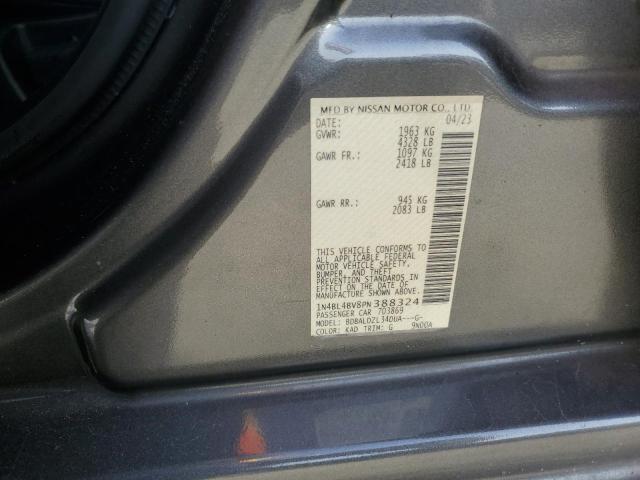 MFD BY NISSAN MOTOR CO., LTD.
DATE: 04/23
GVWR: 1963 KG
4328 LB
GAWR FR.: 1097 KG
2418 LB
GAWR RR.: 945 KG
2083 LB
THIS VEHICLE CONFORMS TO
ALL APPLICABLE FEDERAL
MOTOR VEHICLE SAFETY,
BUMPER, AND THEFT
PREVENTION STANDARDS IN
EFFECT ON THE DATE OF
MANUFACTURE SHOWN ABOVE.
1N4BL4BV8PN388324
PASSENGER CAR 703869
MODEL: BDBALDZL34DUA---G-
COLOR: KAD TRIM: G 9N00A